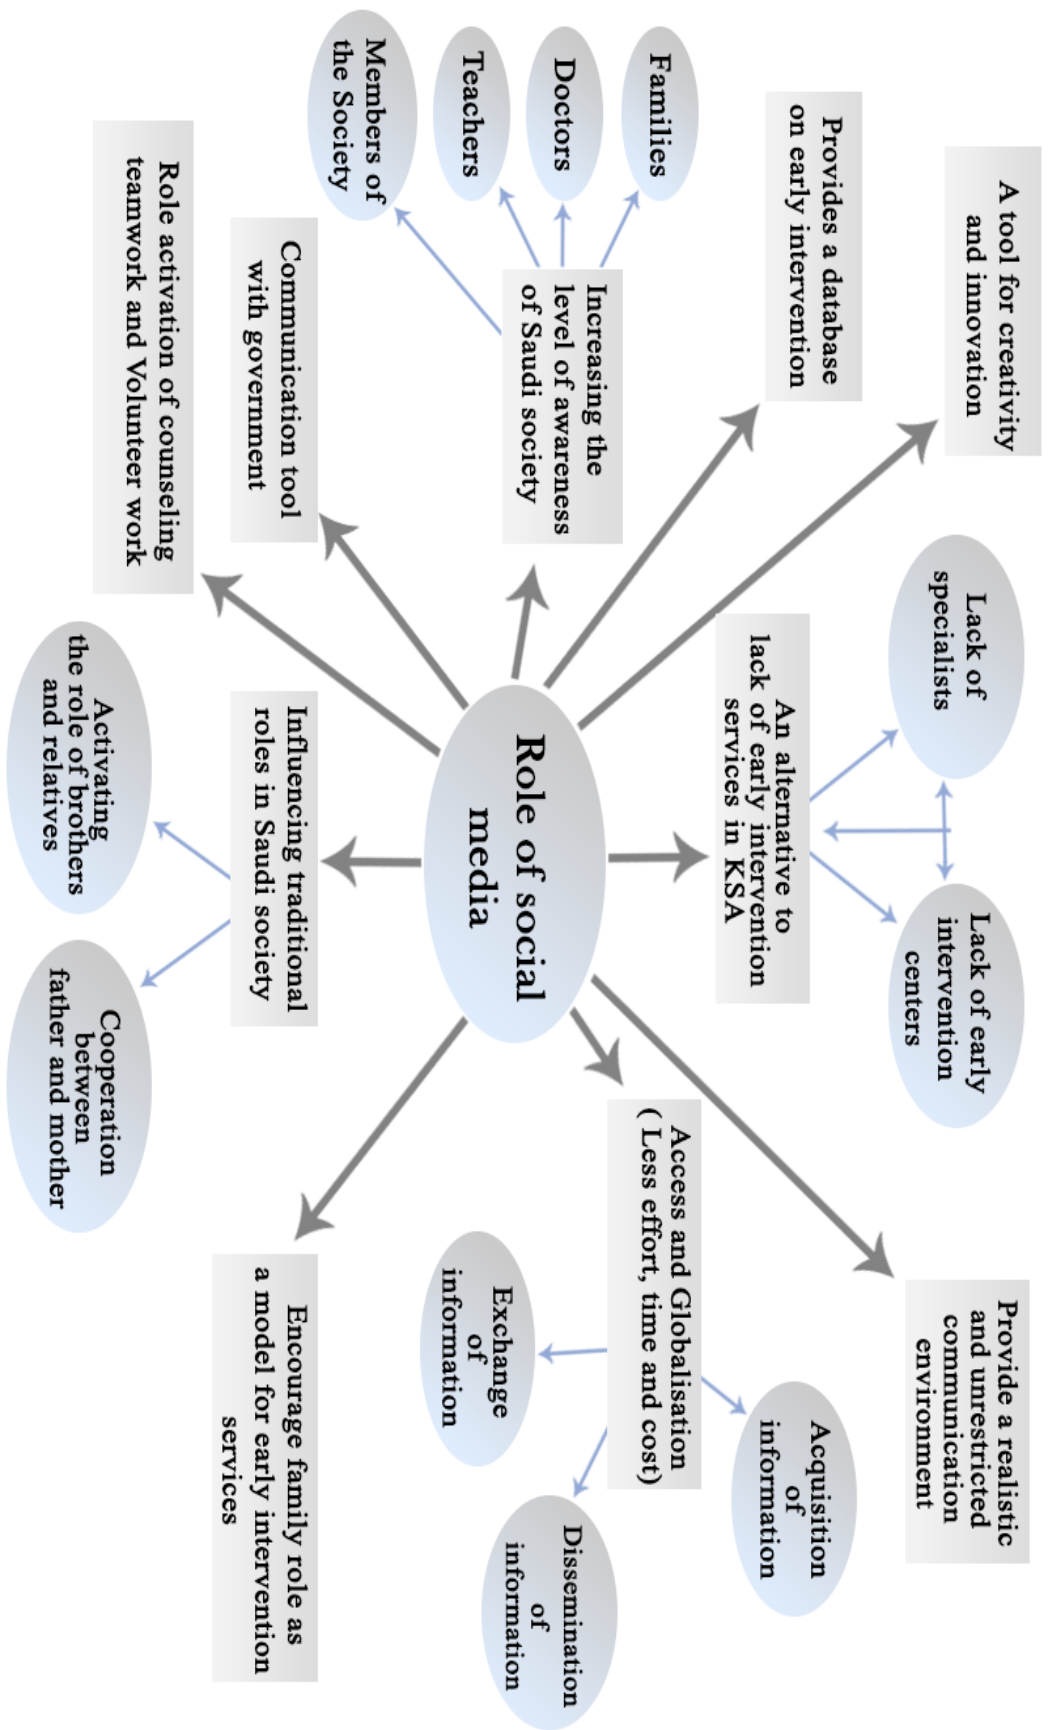 A tool for creativity
and innovation
Lack of
specialists
Lack of early
intervention
centers
Provide a realistic
and unrestricted
communication
environment
Provides a database
on early intervention
An alternative to
lack of early intervention
services in KSA
Acquisition
of
information
Families
Doctors
Teachers
Members of
the Society
Increasing the
level of awareness
of Saudi society
Role of social
media
Access and Globalisation
( Less effort, time and cost)
Exchange
of
information
Dissemination
of
information
Communication tool
with government
Influencing traditional
roles in Saudi society
Encourage family role as
a model for early intervention
services
Role activation of counseling
teamwork and Volunteer work
Activating
the role of brothers
and relatives
Cooperation
between
father and mother